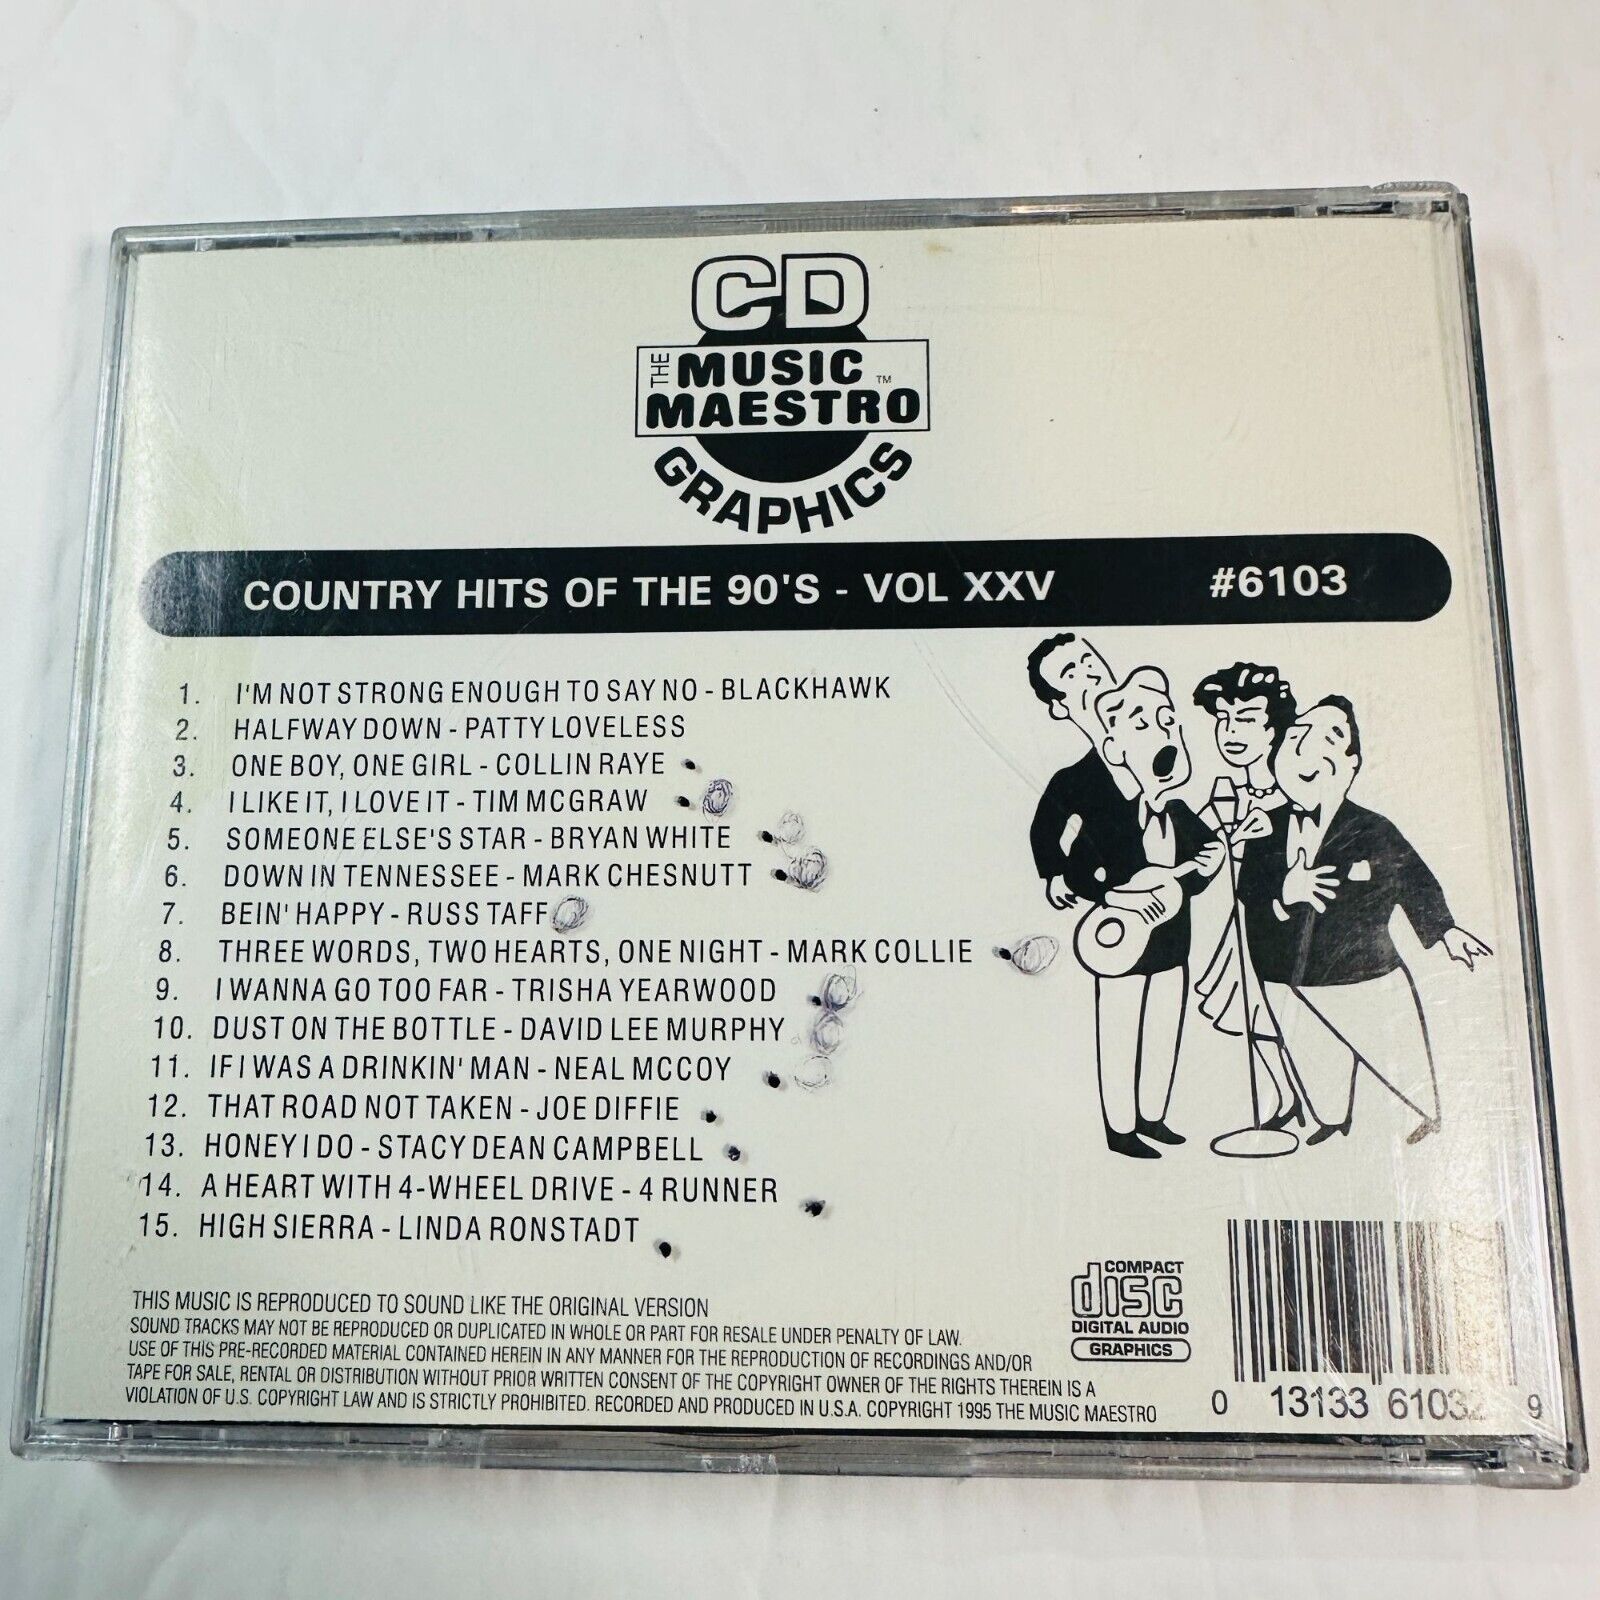 CD
THE MUSIC MAESTRO™
GRAPHICS
COUNTRY HITS OF THE 90'S - VOL XXV #6103
1. I'M NOT STRONG ENOUGH TO SAY NO - BLACKHAWK
2. HALFWAY DOWN - PATTY LOVELESS
3. ONE BOY, ONE GIRL - COLLIN RAYE
4. I LIKE IT, I LOVE IT - TIM MCGRAW
5. SOMEONE ELSE'S STAR - BRYAN WHITE
6. DOWN IN TENNESSEE - MARK CHESNUTT
7. BEIN' HAPPY - RUSS TAFF
8. THREE WORDS, TWO HEARTS, ONE NIGHT - MARK COLLIE
9. I WANNA GO TOO FAR - TRISHA YEARWOOD
10. DUST ON THE BOTTLE - DAVID LEE MURPHY
11. IF I WAS A DRINKIN' MAN - NEAL MCCOY
12. THAT ROAD NOT TAKEN - JOE DIFFIE
13. HONEY I DO - STACY DEAN CAMPBELL
14. A HEART WITH 4-WHEEL DRIVE - 4 RUNNER
15. HIGH SIERRA - LINDA RONSTADT
THIS MUSIC IS REPRODUCED TO SOUND LIKE THE ORIGINAL VERSION
SOUND TRACKS MAY NOT BE REPRODUCED OR DUPLICATED IN WHOLE OR PART FOR RESALE UNDER PENALTY OF LAW.
USE OF THIS PRE-RECORDED MATERIAL CONTAINED HEREIN IN ANY MANNER FOR THE REPRODUCTION OF RECORDINGS AND/OR
TAPE FOR SALE, RENTAL OR DISTRIBUTION WITHOUT PRIOR WRITTEN CONSENT OF THE COPYRIGHT OWNER OF THE RIGHTS THEREIN IS A
VIOLATION OF U.S. COPYRIGHT LAW AND IS STRICTLY PROHIBITED. RECORDED AND PRODUCED IN U.S.A. COPYRIGHT 1995 THE MUSIC MAESTRO
COMPACT
disc
DIGITAL AUDIO
GRAPHICS
0 13133 61032 9